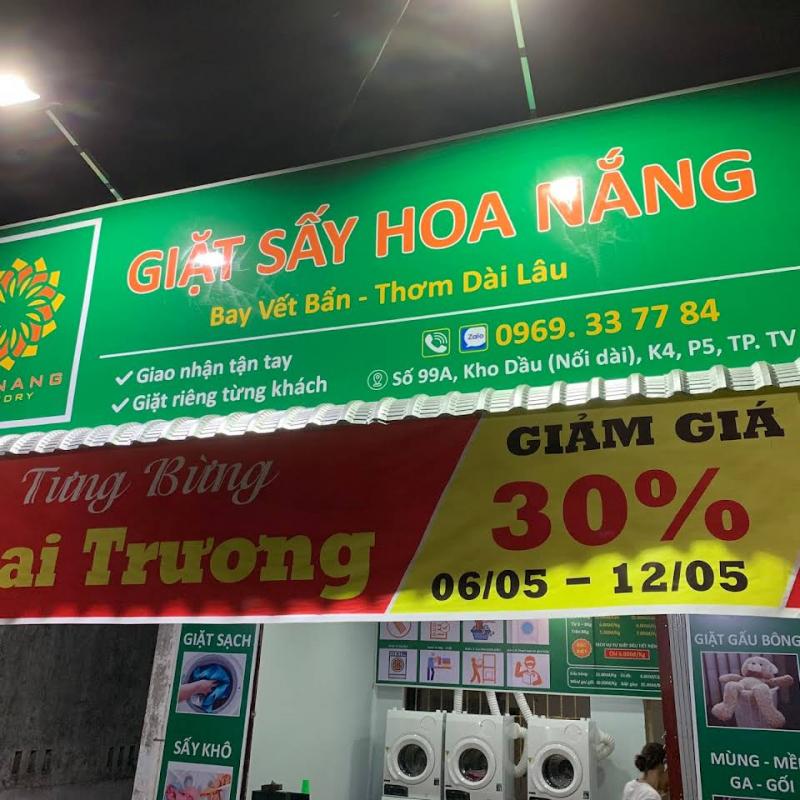 GIẶT SẤY HOA NẮNG
Bay Vết Bẩn - Thơm Dài Lâu
NANG
Giao nhận tận tay
Giặt riêng từng khách
Zalo
0969. 33 77 84
Số 99A, Kho Dầu (Nối dài), K4, P5, TP. TV
Tưng Bừng
ai Trương
GIẢM GIÁ
30%
06/05 - 12/05
GIẶT SẠCH
SẤY KHÔ
GIẶT GẤU BÔNG
MÙNG - MỀN
GA - GỐI